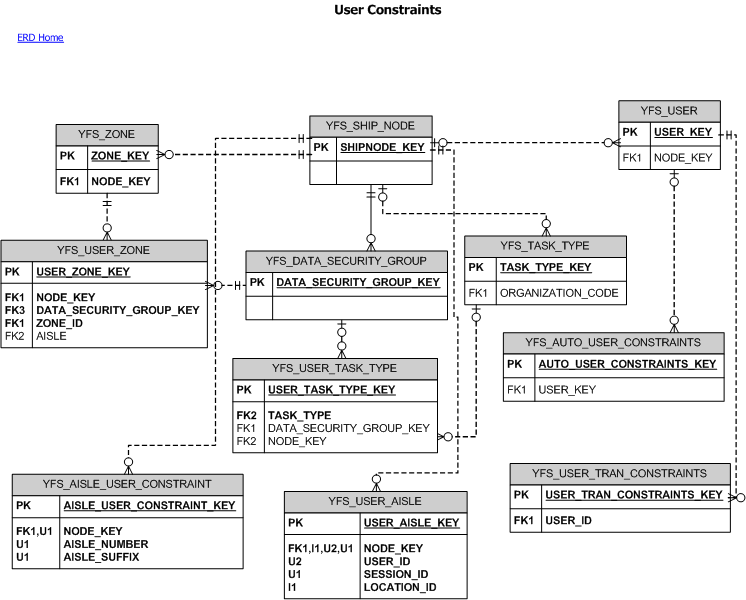 User Constraints
ERD Home
YFS_ZONE
PK ZONE_KEY
FK1 NODE_KEY
YFS_SHIP_NODE
PK SHIPNODE_KEY
YFS_USER
PK USER_KEY
FK1 NODE_KEY
YFS_USER_ZONE
PK USER_ZONE_KEY
FK1 NODE_KEY
FK3 DATA_SECURITY_GROUP_KEY
FK1 ZONE_ID
FK2 AISLE
YFS_DATA_SECURITY_GROUP
PK DATA_SECURITY_GROUP_KEY
YFS_TASK_TYPE
PK TASK_TYPE_KEY
FK1 ORGANIZATION_CODE
YFS_AUTO_USER_CONSTRAINTS
PK AUTO_USER_CONSTRAINTS_KEY
FK1 USER_KEY
YFS_USER_TASK_TYPE
PK USER_TASK_TYPE_KEY
FK2 TASK_TYPE
FK1 DATA_SECURITY_GROUP_KEY
FK2 NODE_KEY
YFS_AISLE_USER_CONSTRAINT
PK AISLE_USER_CONSTRAINT_KEY
FK1,U1 NODE_KEY
U1 AISLE_NUMBER
U1 AISLE_SUFFIX
YFS_USER_AISLE
PK USER_AISLE_KEY
FK1,I1,U2,U1 NODE_KEY
U2 USER_ID
U1 SESSION_ID
I1 LOCATION_ID
YFS_USER_TRAN_CONSTRAINTS
PK USER_TRAN_CONSTRAINTS_KEY
FK1 USER_ID